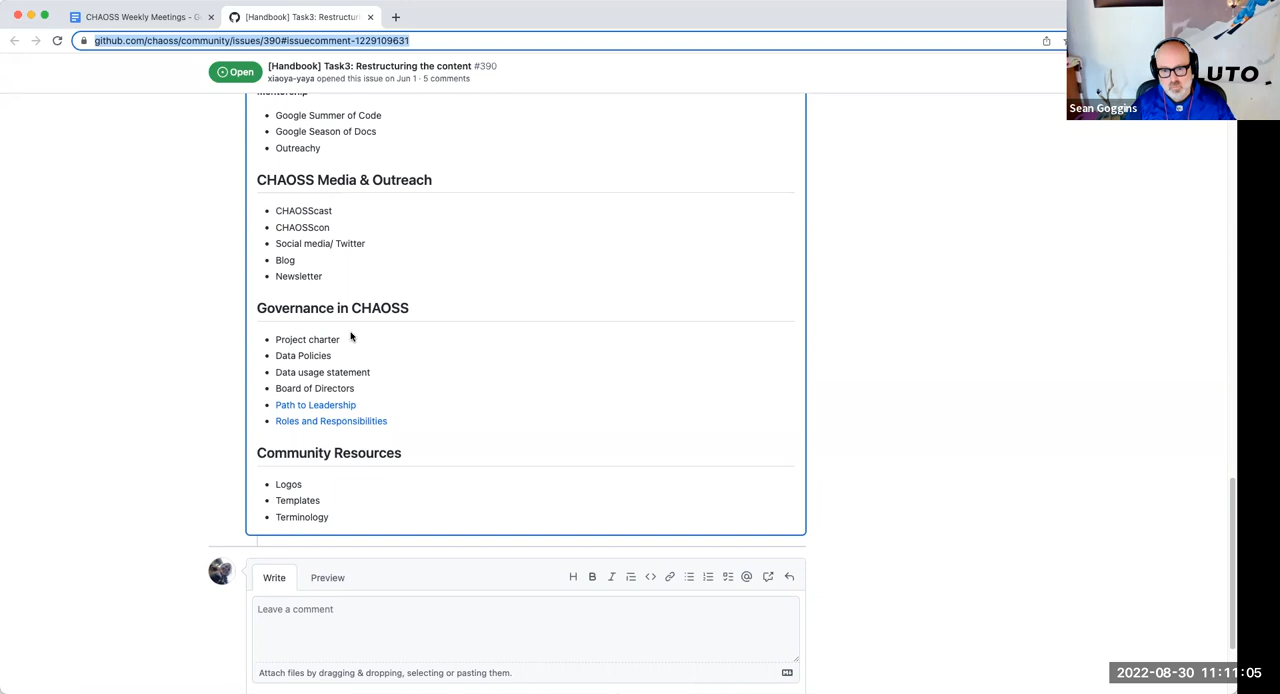 CHAOSS Weekly Meetings - G
[Handbook] Task3: Restructuri
github.com/chaoss/community/issues/390#issuecomment-1229109631
Open
[Handbook] Task3: Restructuring the content #390
xiaoya-yaya opened this issue on Jun 1 · 5 comments
Mentorship
Google Summer of Code
Google Season of Docs
Outreachy
CHAOSS Media & Outreach
CHAOSScast
CHAOSScon
Social media/ Twitter
Blog
Newsletter
Governance in CHAOSS
Project charter
Data Policies
Data usage statement
Board of Directors
Path to Leadership
Roles and Responsibilities
Community Resources
Logos
Templates
Terminology
Write
Preview
Leave a comment
Attach files by dragging & dropping, selecting or pasting them.
LUTO
Sean Goggins
2022-08-30 11:11:05